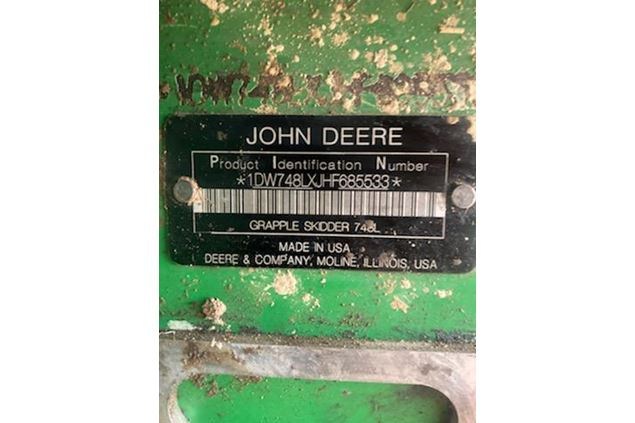 JOHN DEERE
Product Identification Number
*1DW748LXJHF685533*
GRAPPLE SKIDDER 748L
MADE IN USA
DEERE & COMPANY, MOLINE, ILLINOIS, USA